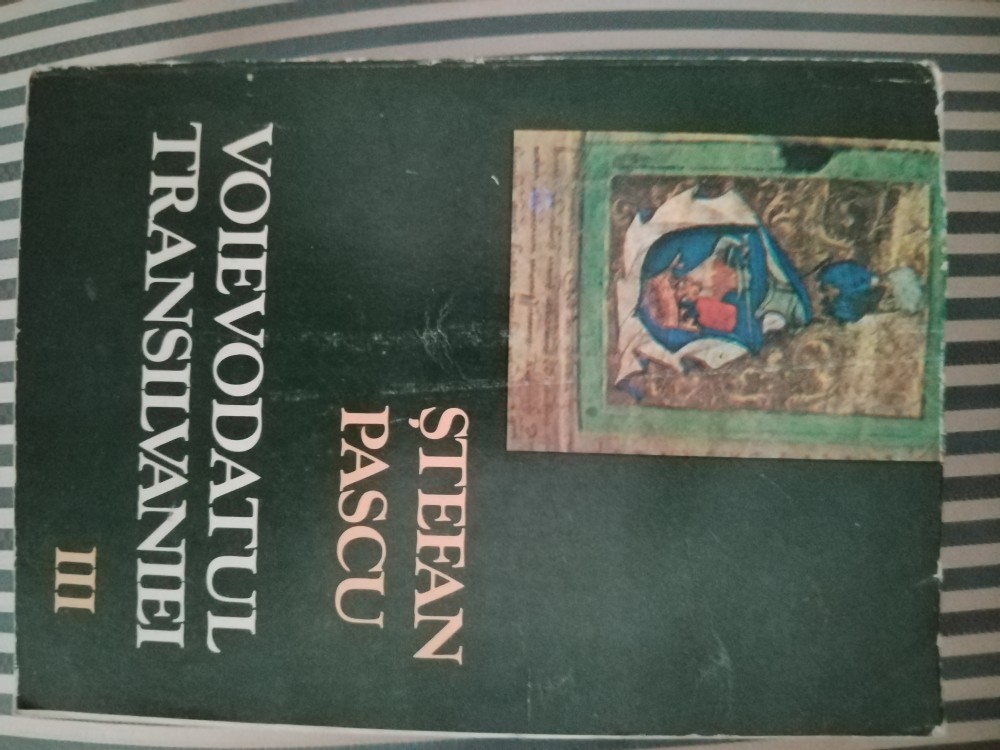 ȘTEFAN
PASCU
VOIEVODATUL
TRANSILVANIEI
III